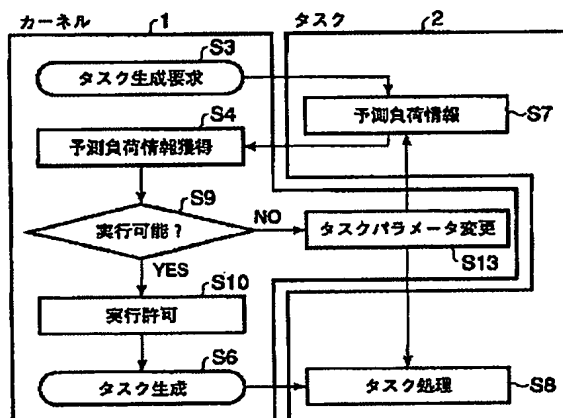 カーネル
1
タスク
2
S3
タスク生成要求
S4
予測負荷情報
S7
予測負荷情報獲得
S9
実行可能?
NO
タスクパラメータ変更
S13
YES
S10
実行許可
S6
タスク生成
タスク処理
S8